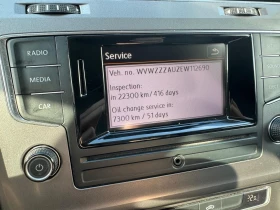 RADIO
MEDIA
CAR
Service
Inspection:
in 22300 km / 416 days
Oil change service in:
7300 km / 51 days
Veh. no.